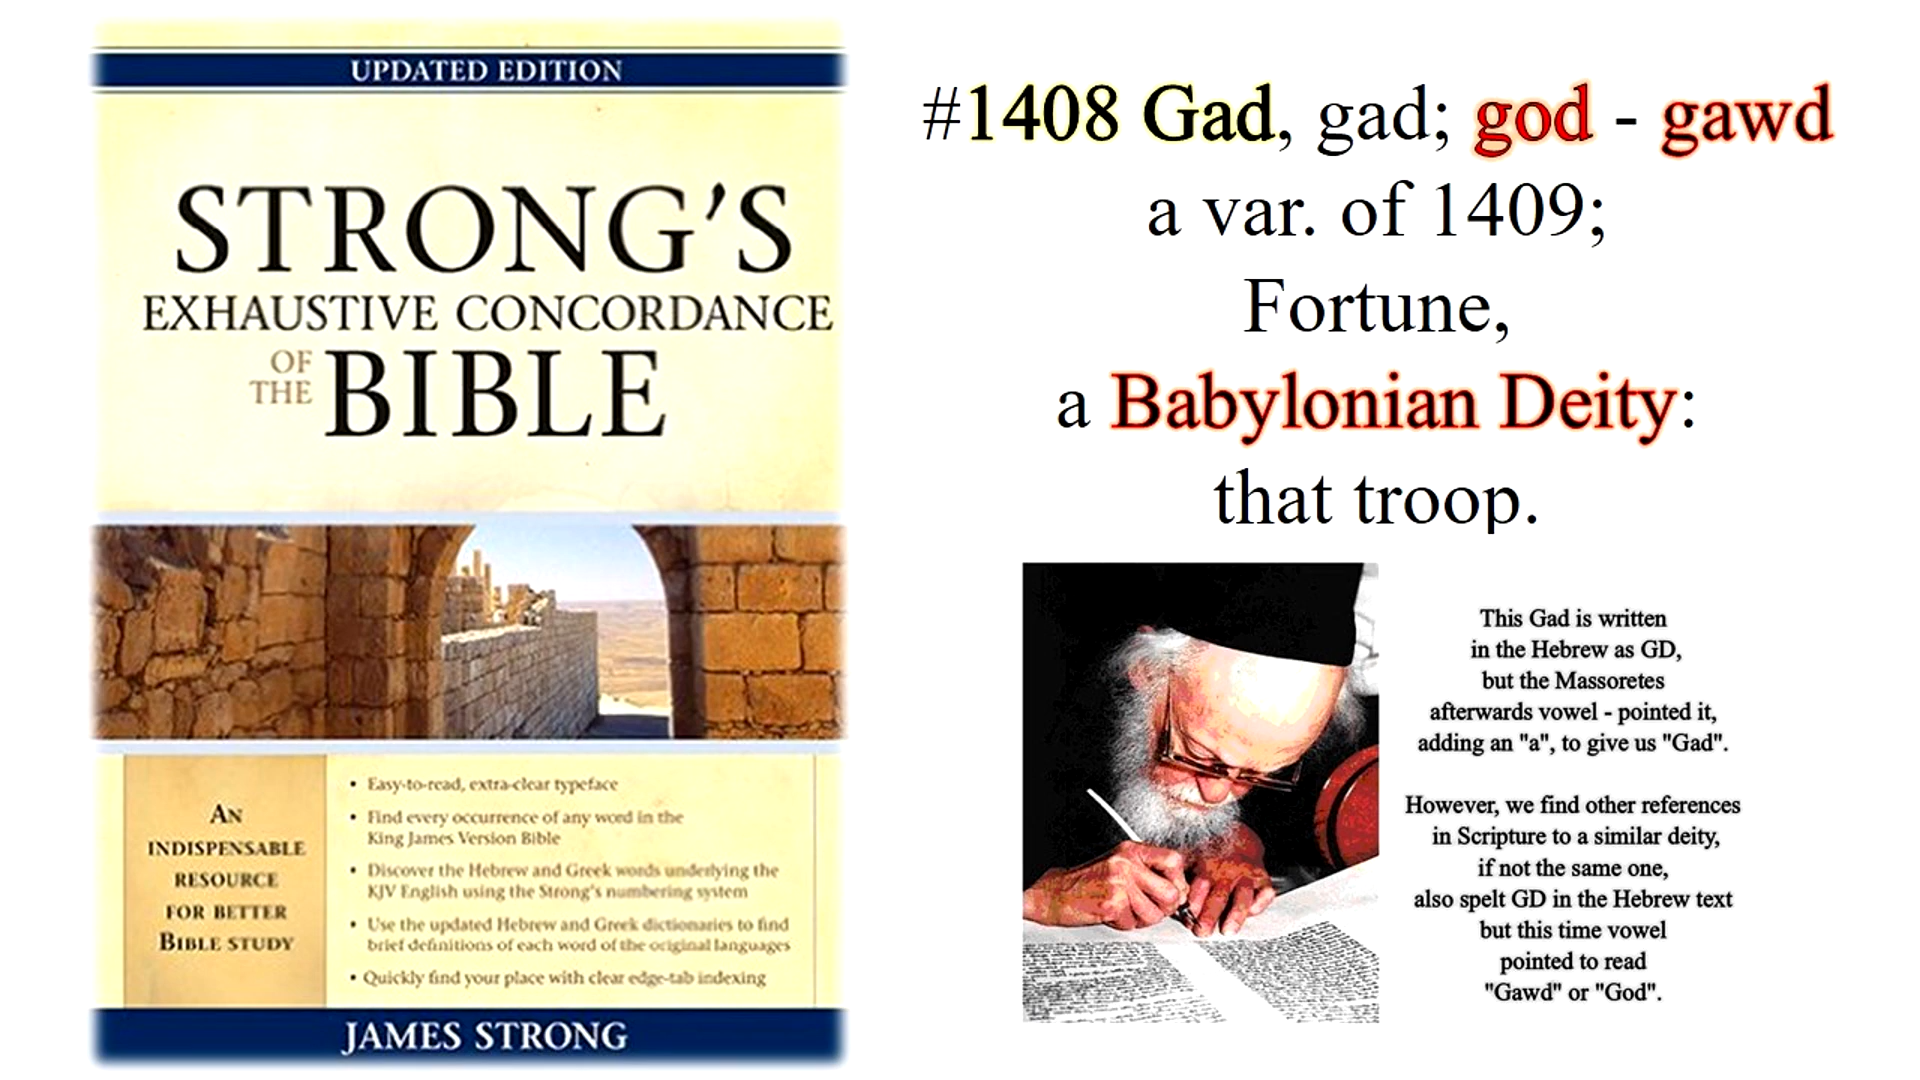 UPDATED EDITION
STRONG'S
EXHAUSTIVE CONCORDANCE
OF
THE BIBLE
AN
INDISPENSABLE
RESOURCE
FOR BETTER
BIBLE STUDY
• Easy-to-read, extra-clear typeface
• Find every occurrence of any word in the
King James Version Bible
• Discover the Hebrew and Greek words underlying the
KJV English using the Strong's numbering system
• Use the updated Hebrew and Greek dictionaries to find
brief definitions of each word of the original languages
• Quickly find your place with clear edge-tab indexing
JAMES STRONG
#1408 Gad, gad; god - gawd
a var. of 1409;
Fortune,
a Babylonian Deity:
that troop.
This Gad is written
in the Hebrew as GD,
but the Massoretes
afterwards vowel - pointed it,
adding an "a", to give us "Gad".
However, we find other references
in Scripture to a similar deity,
if not the same one,
also spelt GD in the Hebrew text
but this time vowel
pointed to read
"Gawd" or "God".